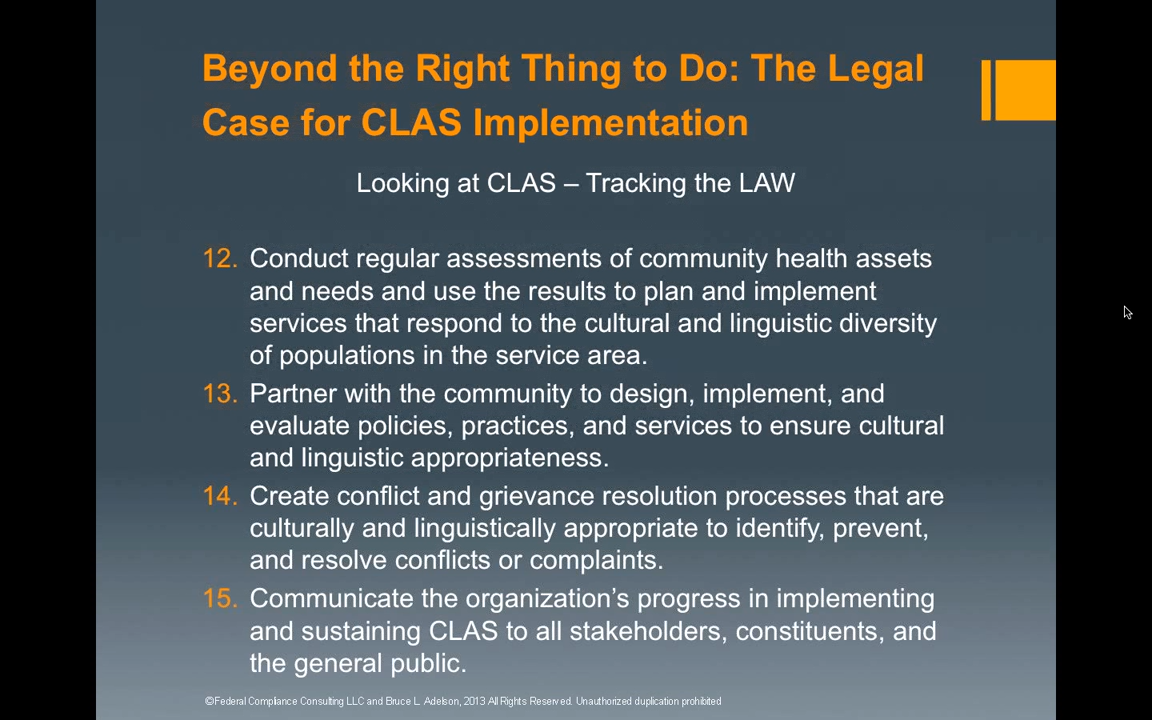 Beyond the Right Thing to Do: The Legal
Case for CLAS Implementation
Looking at CLAS – Tracking the LAW
12. Conduct regular assessments of community health assets
and needs and use the results to plan and implement
services that respond to the cultural and linguistic diversity
of populations in the service area.
13. Partner with the community to design, implement, and
evaluate policies, practices, and services to ensure cultural
and linguistic appropriateness.
14. Create conflict and grievance resolution processes that are
culturally and linguistically appropriate to identify, prevent,
and resolve conflicts or complaints.
15. Communicate the organization’s progress in implementing
and sustaining CLAS to all stakeholders, constituents, and
the general public.
©Federal Compliance Consulting LLC and Bruce L. Adelson, 2013 All Rights Reserved. Unauthorized duplication prohibited